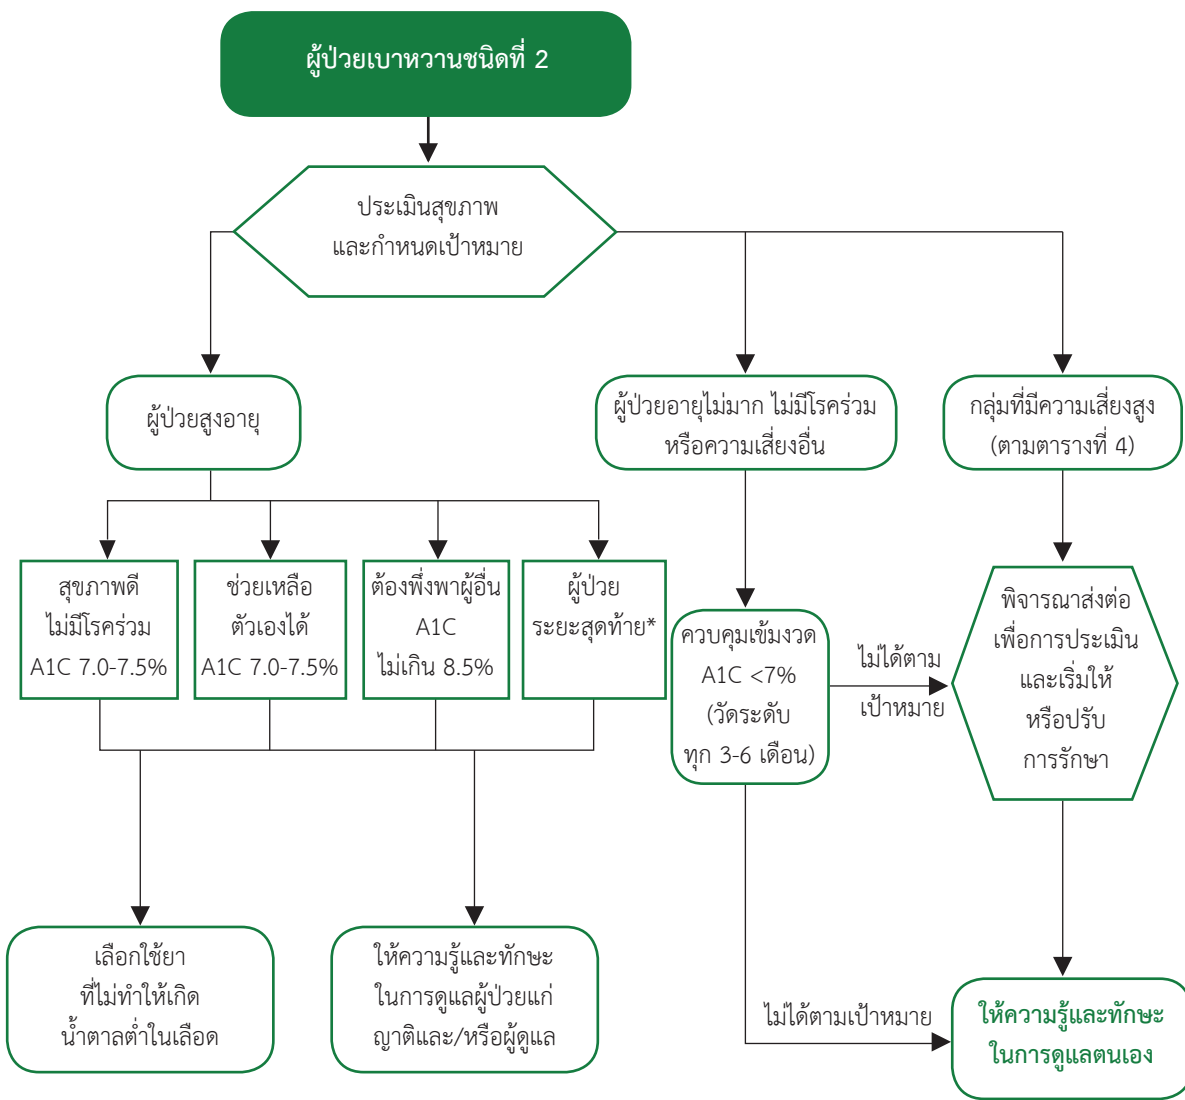 ผู้ป่วยเบาหวานชนิดที่ 2
ประเมินสุขภาพ
และกำหนดเป้าหมาย
ผู้ป่วยสูงอายุ
ผู้ป่วยอายุไม่มาก ไม่มีโรคร่วม
หรือความเสี่ยงอื่น
กลุ่มที่มีความเสี่ยงสูง
(ตามตารางที่ 4)
สุขภาพดี
ไม่มีโรคร่วม
A1C 7.0-7.5%
ช่วยเหลือ
ตัวเองได้
A1C 7.0-7.5%
ต้องพึ่งพาผู้อื่น
A1C
ไม่เกิน 8.5%
ผู้ป่วย
ระยะสุดท้าย*
ควบคุมเข้มงวด
A1C <7%
(วัดระดับ
ทุก 3-6 เดือน)
ไม่ได้ตาม
เป้าหมาย
พิจารณาส่งต่อ
เพื่อการประเมิน
และเริ่มให้
หรือปรับ
การรักษา
เลือกใช้ยา
ที่ไม่ทำให้เกิด
น้ำตาลต่ำในเลือด
ให้ความรู้และทักษะ
ในการดูแลผู้ป่วยแก่
ญาติและ/หรือผู้ดูแล
ไม่ได้ตามเป้าหมาย
ให้ความรู้และทักษะ
ในการดูแลตนเอง